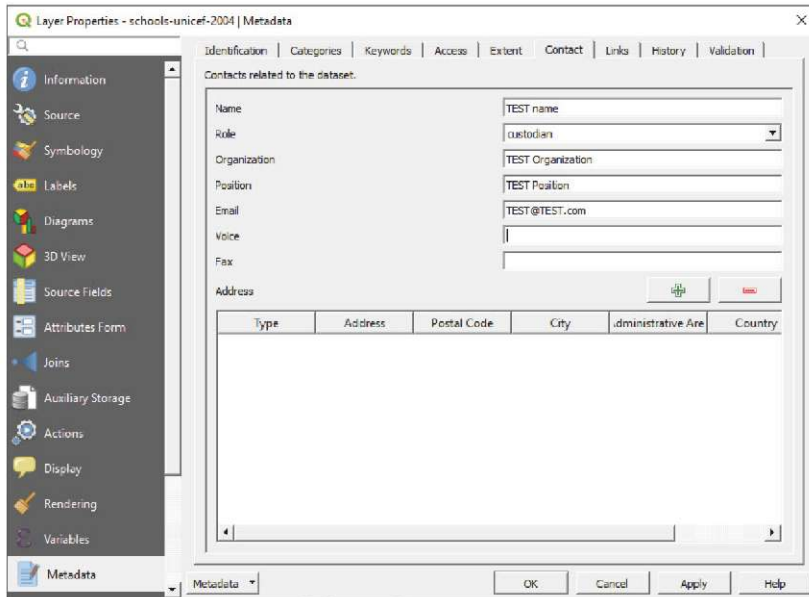 Layer Properties - schools-unicef-2004 | Metadata
Information
Source
Symbology
abc Labels
Diagrams
3D View
Source Fields
Attributes Form
Joins
Auxiliary Storage
Actions
Display
Rendering
Variables
Metadata
Identification Categories Keywords Access Extent Contact Links History Validation
Contacts related to the dataset.
Name TEST name
Role custodian
Organization TEST Organization
Position TEST Position
Email TEST@TEST.com
Voice
Fax
Address
Type Address Postal Code City dministrative Are Country
Metadata OK Cancel Apply Help